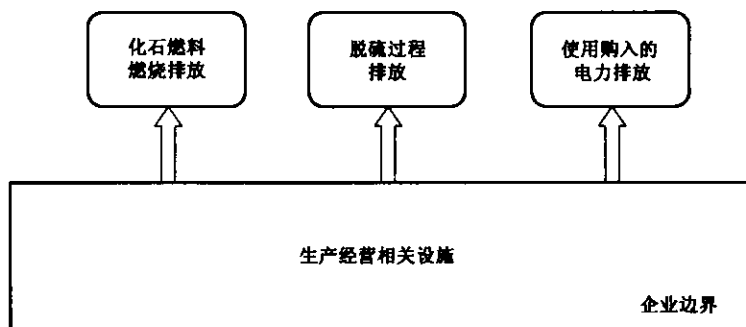 化石燃料
燃烧排放
脱硫过程
排放
使用购入的
电力排放
生产经营相关设施
企业边界